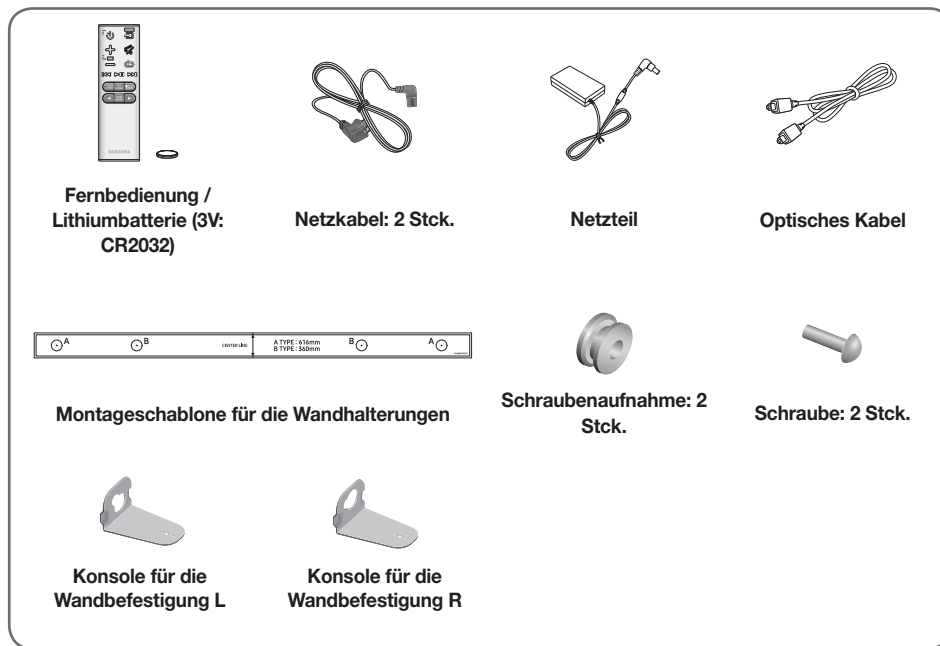 SAMSUNG
Fernbedienung /
Lithiumbatterie (3V:
CR2032)
Netzkabel: 2 Stck.
Netzteil
Optisches Kabel
A
B
CENTER LINE
A TYPE : 616mm
B TYPE : 360mm
B
A
Montageschablone für die Wandhalterungen
Schraubenaufnahme: 2
Stck.
Schraube: 2 Stck.
Konsole für die
Wandbefestigung L
Konsole für die
Wandbefestigung R